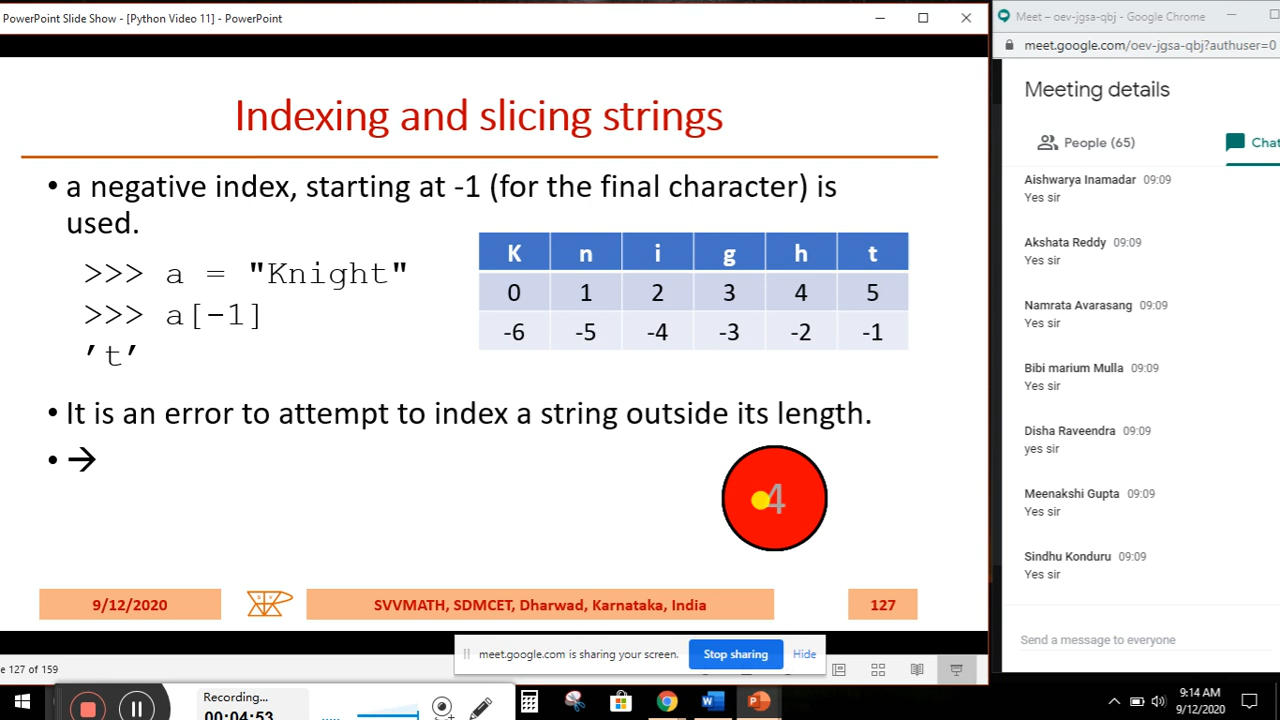 PowerPoint Slide Show - [Python Video 11] - PowerPoint
Indexing and slicing strings
• a negative index, starting at -1 (for the final character) is
used.
>>> a = "Knight"
>>> a[-1]
't'
K n i g h t
0 1 2 3 4 5
-6 -5 -4 -3 -2 -1
• It is an error to attempt to index a string outside its length.
• →
4
9/12/2020
S V V
SVVMATH, SDMCET, Dharwad, Karnataka, India
127
meet.google.com is sharing your screen.
Stop sharing
Hide
ge 127 of 159
Recording...
00:04:53
Meet – oev-jgsa-qbj - Google Chrome
meet.google.com/oev-jgsa-qbj?authuser=0
Meeting details
People (65)
Chat
Aishwarya Inamadar 09:09
Yes sir
Akshata Reddy 09:09
Yes sir
Namrata Avarasang 09:09
Yes sir
Bibi marium Mulla 09:09
Yes sir
Disha Raveendra 09:09
yes sir
Meenakshi Gupta 09:09
Yes sir
Sindhu Konduru 09:09
Yes sir
Send a message to everyone
9:14 AM
9/12/2020